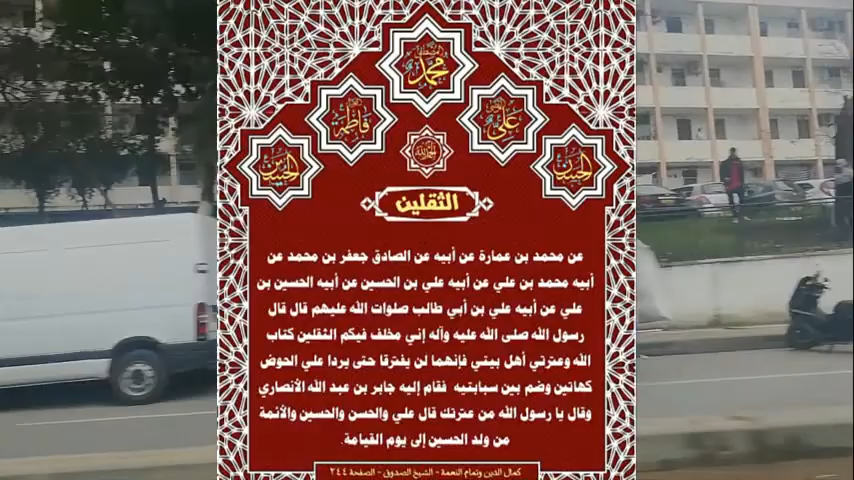 محمد
فاطمة
علي
الحسين
الحسن
الثقلين
عن محمد بن عمارة عن أبيه عن الصادق جعفر بن محمد عن
أبيه محمد بن علي عن أبيه علي بن الحسين عن أبيه الحسين بن
علي عن أبيه علي بن أبي طالب صلوات الله عليهم قال قال
رسول الله صلى الله عليه وآله إني مخلف فيكم الثقلين كتاب
الله وعترتي أهل بيتي فإنهما لن يفترقا حتى يردا علي الحوض
كهاتين وضم بين سبابتيه فقام إليه جابر بن عبد الله الأنصاري
وقال يا رسول الله من عترتك قال علي والحسن والحسين والأئمة
من ولد الحسين إلى يوم القيامة.
كمال الدين وتمام النعمة - الشيخ الصدوق - الصفحة ٢٤٤